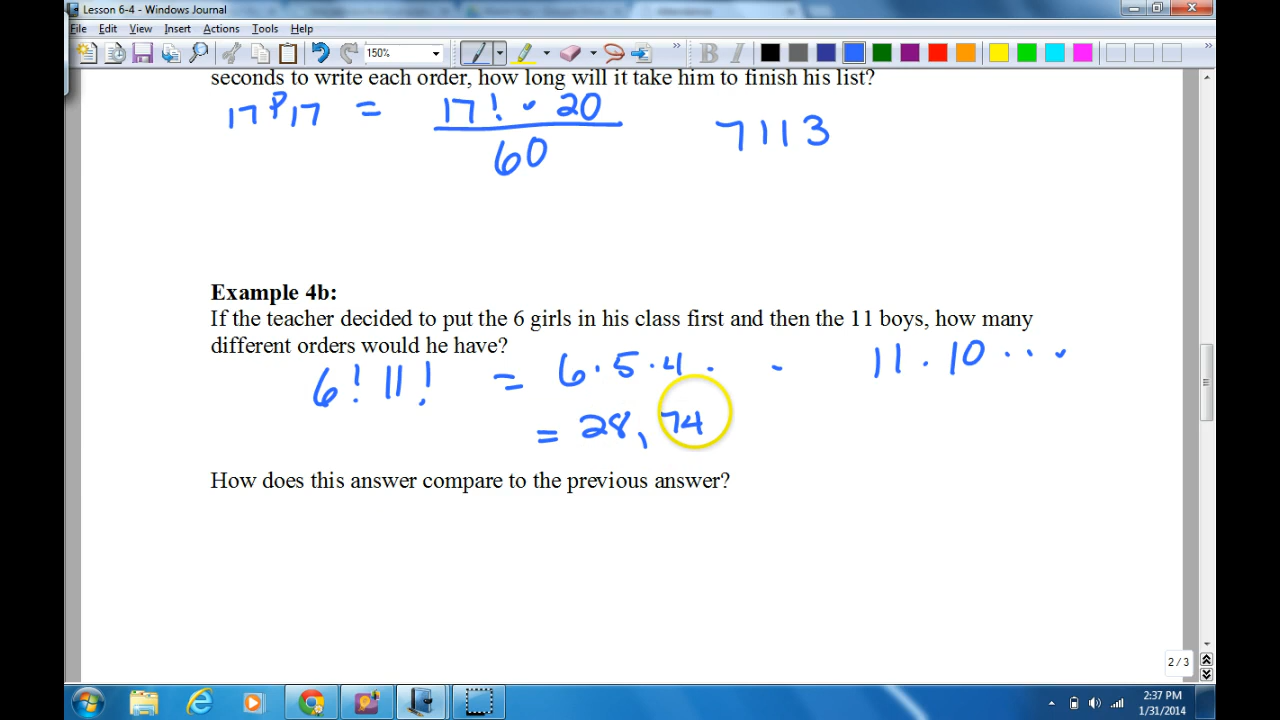 Lesson 6-4 - Windows Journal
File Edit View Insert Actions Tools Help
150%
seconds to write each order, how long will it take him to finish his list?
17 P 17 = 17! · 20
60
7113
Example 4b:
If the teacher decided to put the 6 girls in his class first and then the 11 boys, how many
different orders would he have?
6! 11! = 6 · 5 · 4 · · 11 · 10 · · ·
= 28, 74
How does this answer compare to the previous answer?
2 / 3
2:37 PM
1/31/2014